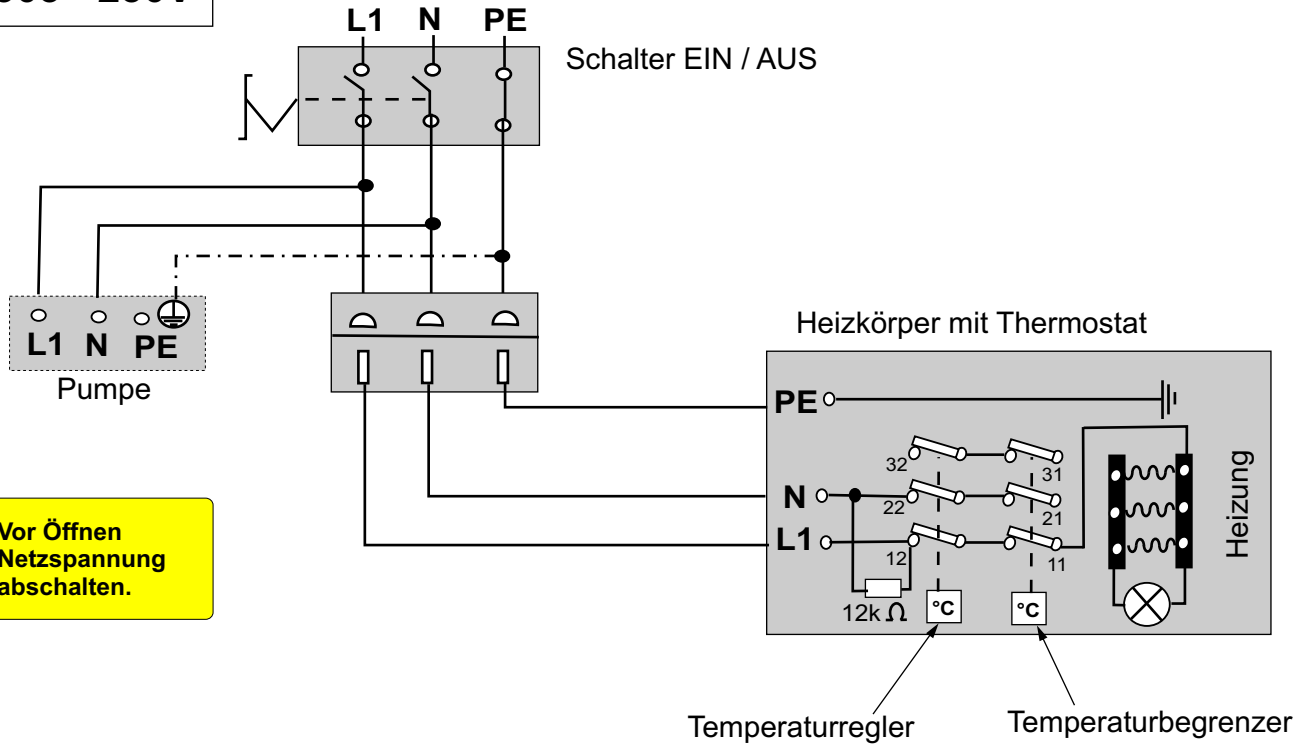 L1 N PE
Schalter EIN / AUS
L1 N PE
Pumpe
Heizkörper mit Thermostat
PE
32
31
N
22
21
L1
12
11
12k Ω
°C
°C
Heizung
Vor Öffnen
Netzspannung
abschalten.
Temperaturregler
Temperaturbegrenzer